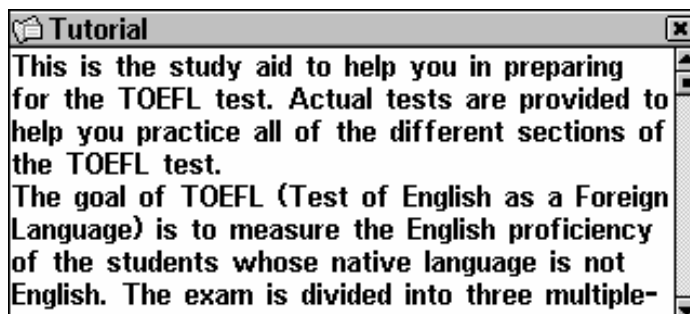 Tutorial
This is the study aid to help you in preparing
for the TOEFL test. Actual tests are provided to
help you practice all of the different sections of
the TOEFL test.
The goal of TOEFL (Test of English as a Foreign
Language) is to measure the English proficiency
of the students whose native language is not
English. The exam is divided into three multiple-